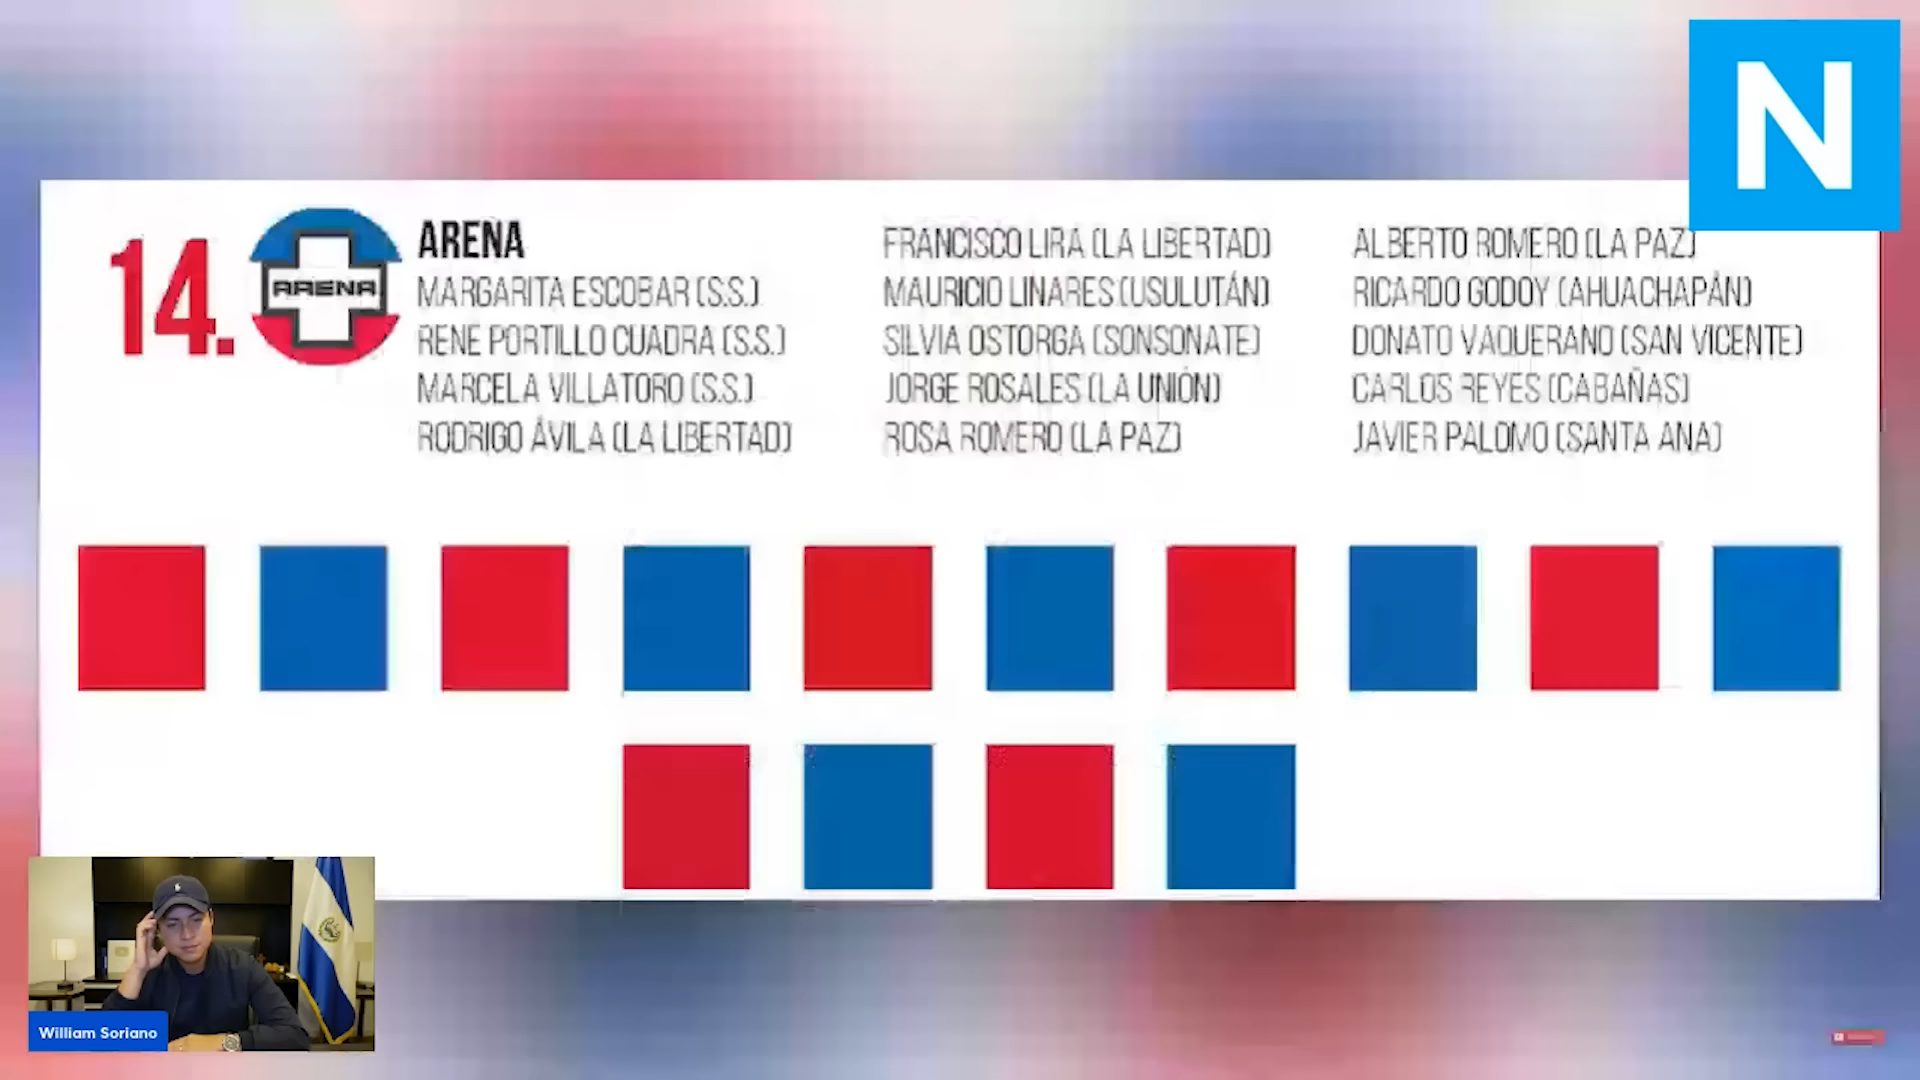 N
14.
ARENA
ARENA
MARGARITA ESCOBAR (S.S.)
RENE PORTILLO CUADRA (S.S.)
MARCELA VILLATORO (S.S.)
RODRIGO ÁVILA (LA LIBERTAD)
FRANCISCO LIRA (LA LIBERTAD)
MAURICIO LINARES (USULUTÁN)
SILVIA OSTORGA (SONSONATE)
JORGE ROSALES (LA UNIÓN)
ROSA ROMERO (LA PAZ)
ALBERTO ROMERO (LA PAZ)
RICARDO GODOY (AHUACHAPÁN)
DONATO VAQUERANO (SAN VICENTE)
CARLOS REYES (CABAÑAS)
JAVIER PALOMO (SANTA ANA)
William Soriano